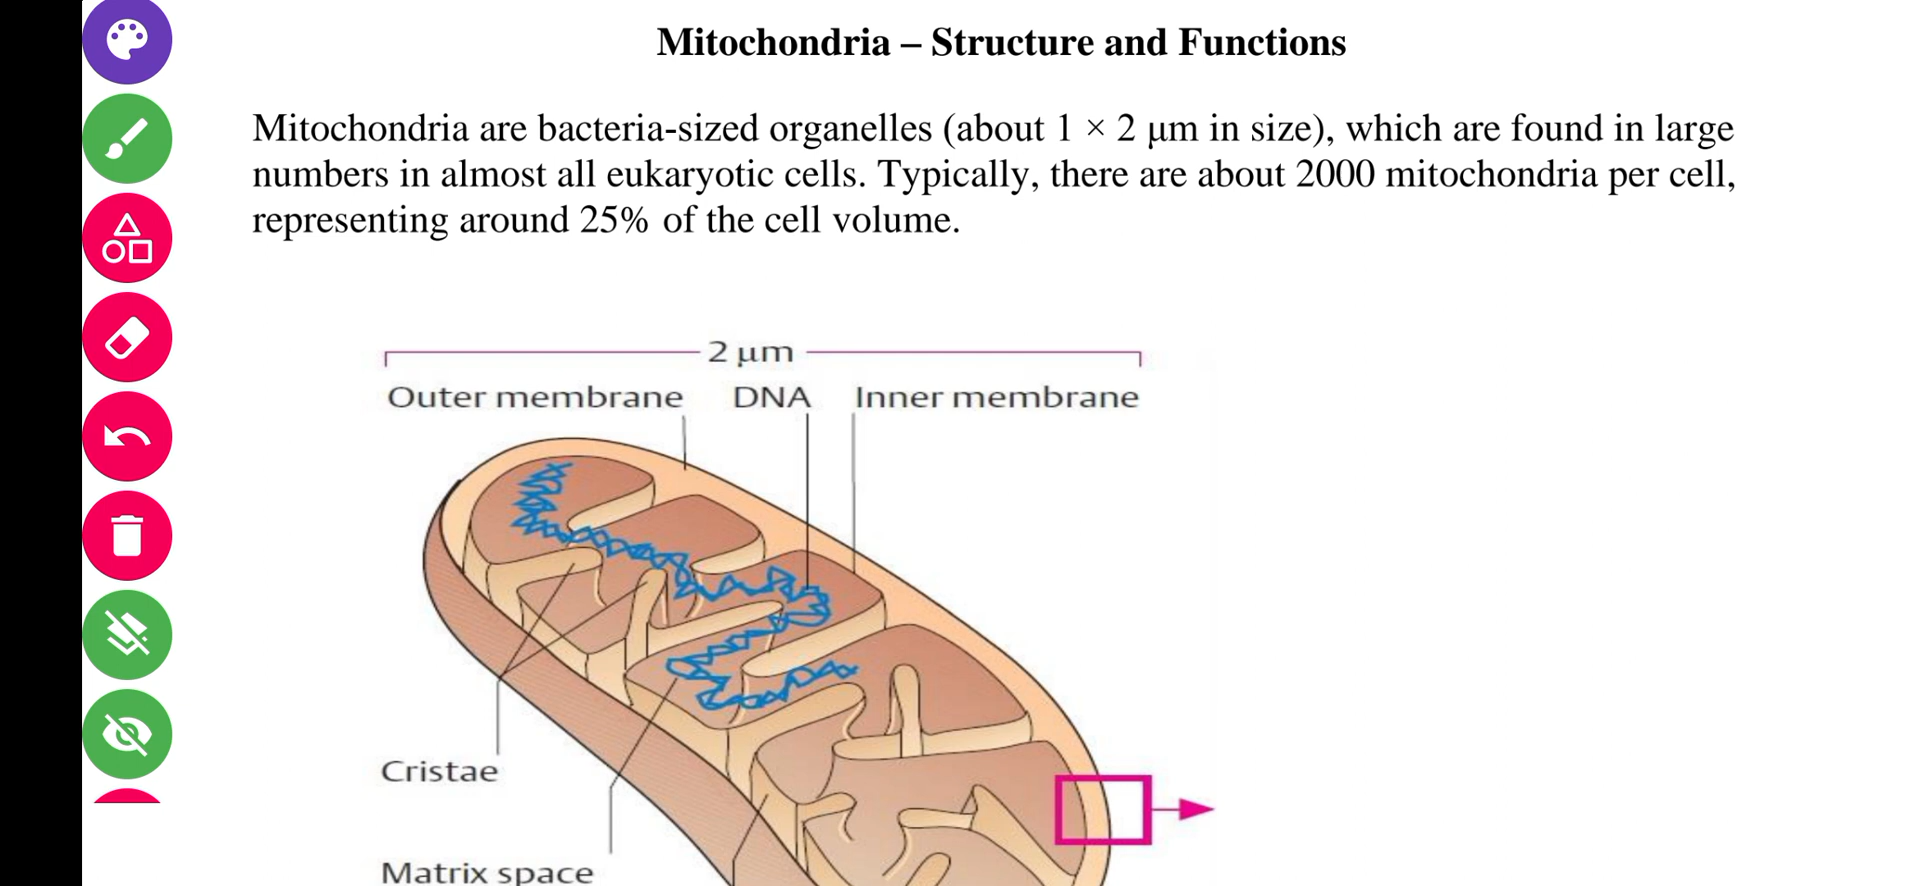 Mitochondria – Structure and Functions
Mitochondria are bacteria-sized organelles (about 1 × 2 μm in size), which are found in large
numbers in almost all eukaryotic cells. Typically, there are about 2000 mitochondria per cell,
representing around 25% of the cell volume.
2 μm
Outer membrane DNA Inner membrane
Cristae
Matrix space